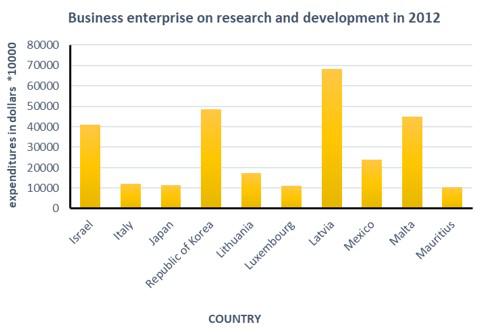 Business enterprise on research and development in 2012
expenditures in dollars *10000
80000
70000
60000
50000
40000
30000
20000
10000
0
Israel
Italy
Japan
Republic of Korea
Lithuania
Luxembourg
Latvia
Mexico
Malta
Mauritius
COUNTRY